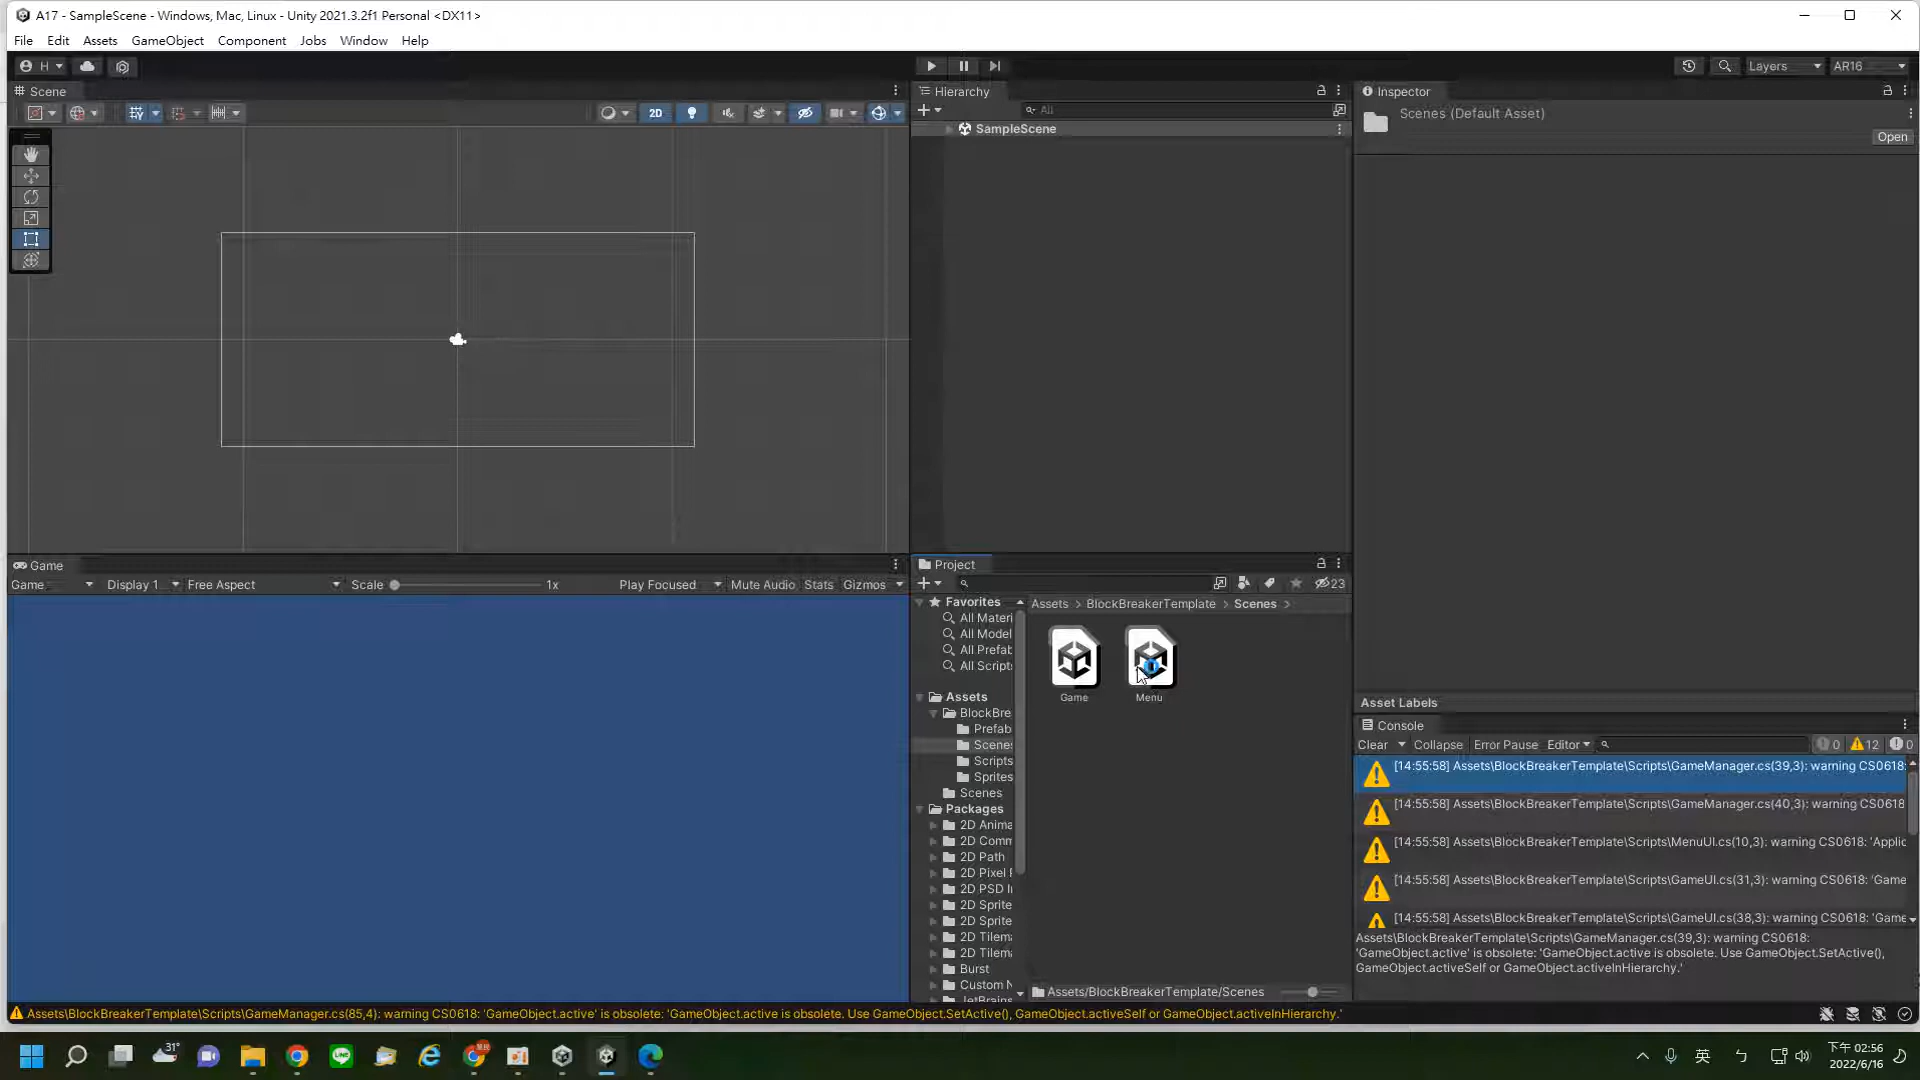 A17 - SampleScene - Windows, Mac, Linux - Unity 2021.3.2f1 Personal <DX11>
File Edit Assets GameObject Component Jobs Window Help
H Layers AR16
Scene
2D
Hierarchy
All
SampleScene
Inspector
Scenes (Default Asset)
Open
Game
Game Display 1 Free Aspect Scale 1x Play Focused Mute Audio Stats Gizmos
Project
23
Favorites
All Materi
All Model
All Prefab
All Scripts
Assets
BlockBre
Prefab
Scenes
Scripts
Sprites
Scenes
Packages
2D Anima
2D Comm
2D Path
2D Pixel F
2D PSD I
2D Sprite
2D Sprite
2D Tilem
2D Tilem
Burst
Custom N
JetBrains
Assets > BlockBreakerTemplate > Scenes >
Game
Menu
Assets/BlockBreakerTemplate/Scenes
Asset Labels
Console
Clear Collapse Error Pause Editor 0 12 0
[14:55:58] Assets\BlockBreakerTemplate\Scripts\GameManager.cs(39,3): warning CS0618:
[14:55:58] Assets\BlockBreakerTemplate\Scripts\GameManager.cs(40,3): warning CS0618
[14:55:58] Assets\BlockBreakerTemplate\Scripts\MenuUI.cs(10,3): warning CS0618: 'Applic
[14:55:58] Assets\BlockBreakerTemplate\Scripts\GameUI.cs(31,3): warning CS0618: 'Game
[14:55:58] Assets\BlockBreakerTemplate\Scripts\GameUI.cs(38,3): warning CS0618: 'Game
Assets\BlockBreakerTemplate\Scripts\GameManager.cs(39,3): warning CS0618:
'GameObject.active' is obsolete: 'GameObject.active is obsolete. Use GameObject.SetActive(),
GameObject.activeSelf or GameObject.activeInHierarchy.'
Assets\BlockBreakerTemplate\Scripts\GameManager.cs(85,4): warning CS0618: 'GameObject.active' is obsolete: 'GameObject.active is obsolete. Use GameObject.SetActive(), GameObject.activeSelf or GameObject.activeInHierarchy.'
31°
英
ㄅ
下午 02:56
2022/6/16